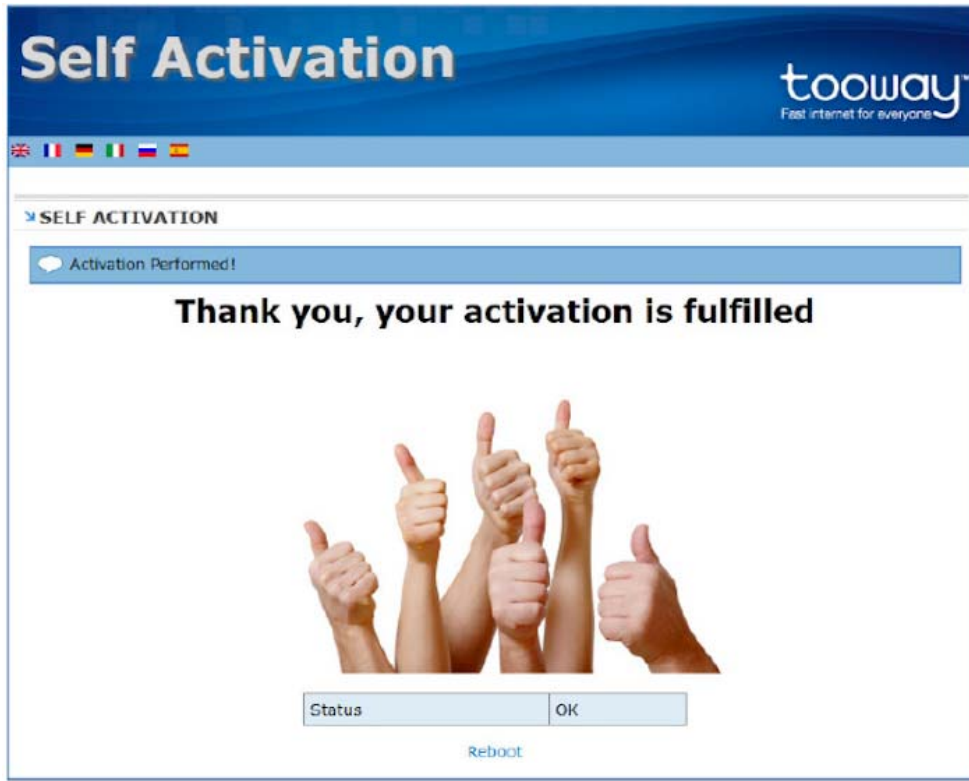 Self Activation
tooway™
Fast internet for everyone
SELF ACTIVATION
Activation Performed!
Thank you, your activation is fulfilled
Status OK
Reboot